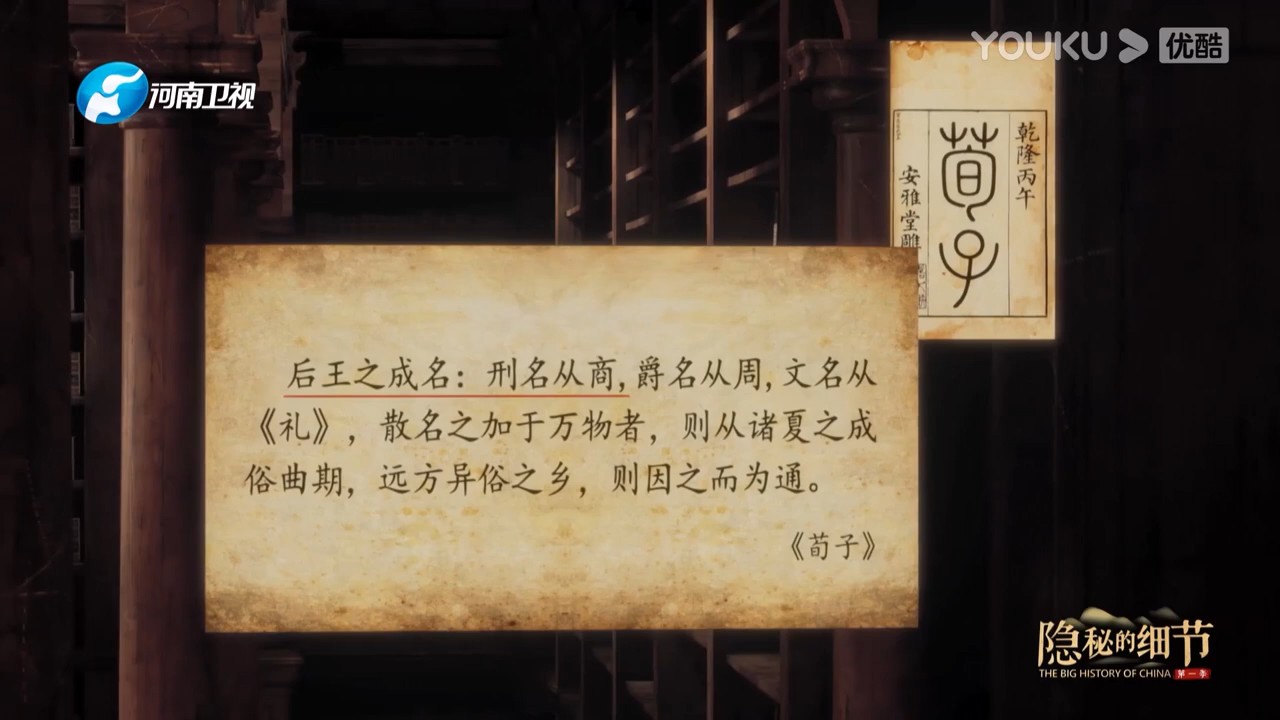 河南卫视
YOUKU 优酷
乾隆丙午
荀子
安雅堂雕
后王之成名：刑名从商，爵名从周，文名从
《礼》，散名之加于万物者，则从诸夏之成
俗曲期，远方异俗之乡，则因之而为通。
《荀子》
隐秘的细节
THE BIG HISTORY OF CHINA 第一季